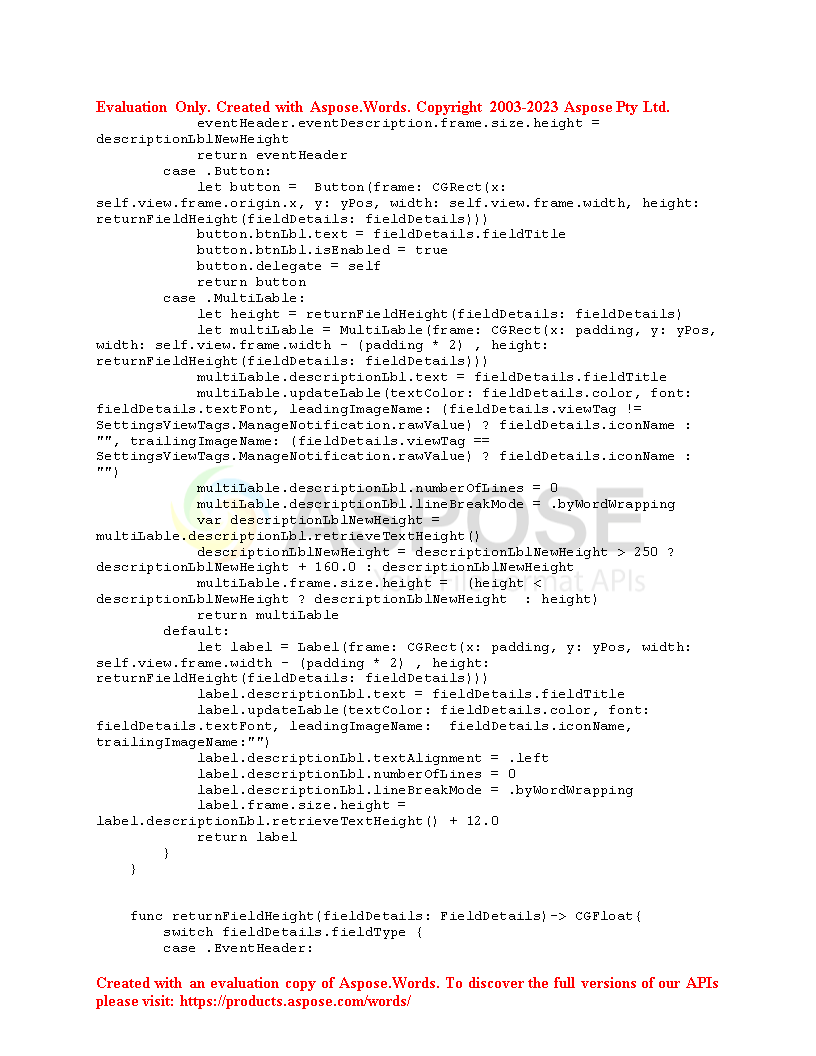 Evaluation Only. Created with Aspose.Words. Copyright 2003-2023 Aspose Pty Ltd.
eventHeader.eventDescription.frame.size.height =
descriptionLblNewHeight
return eventHeader
case .Button:
let button =  Button(frame: CGRect(x:
self.view.frame.origin.x, y: yPos, width: self.view.frame.width, height:
returnFieldHeight(fieldDetails: fieldDetails)))
button.btnLbl.text = fieldDetails.fieldTitle
button.btnLbl.isEnabled = true
button.delegate = self
return button
case .MultiLable:
let height = returnFieldHeight(fieldDetails: fieldDetails)
let multiLable = MultiLable(frame: CGRect(x: padding, y: yPos,
width: self.view.frame.width - (padding * 2) , height:
returnFieldHeight(fieldDetails: fieldDetails)))
multiLable.descriptionLbl.text = fieldDetails.fieldTitle
multiLable.updateLable(textColor: fieldDetails.color, font:
fieldDetails.textFont, leadingImageName: (fieldDetails.viewTag !=
SettingsViewTags.ManageNotification.rawValue) ? fieldDetails.iconName :
"", trailingImageName: (fieldDetails.viewTag ==
SettingsViewTags.ManageNotification.rawValue) ? fieldDetails.iconName :
"")
multiLable.descriptionLbl.numberOfLines = 0
multiLable.descriptionLbl.lineBreakMode = .byWordWrapping
var descriptionLblNewHeight =
multiLable.descriptionLbl.retrieveTextHeight()
descriptionLblNewHeight = descriptionLblNewHeight > 250 ?
descriptionLblNewHeight + 160.0 : descriptionLblNewHeight
multiLable.frame.size.height =  (height <
descriptionLblNewHeight ? descriptionLblNewHeight  : height)
return multiLable
default:
let label = Label(frame: CGRect(x: padding, y: yPos, width:
self.view.frame.width - (padding * 2) , height:
returnFieldHeight(fieldDetails: fieldDetails)))
label.descriptionLbl.text = fieldDetails.fieldTitle
label.updateLable(textColor: fieldDetails.color, font:
fieldDetails.textFont, leadingImageName:  fieldDetails.iconName,
trailingImageName:"")
label.descriptionLbl.textAlignment = .left
label.descriptionLbl.numberOfLines = 0
label.descriptionLbl.lineBreakMode = .byWordWrapping
label.frame.size.height =
label.descriptionLbl.retrieveTextHeight() + 12.0
return label
}
}
func returnFieldHeight(fieldDetails: FieldDetails)-> CGFloat{
switch fieldDetails.fieldType {
case .EventHeader:
Created with an evaluation copy of Aspose.Words. To discover the full versions of our APIs
please visit: https://products.aspose.com/words/
ASPOSE
File Format APIs